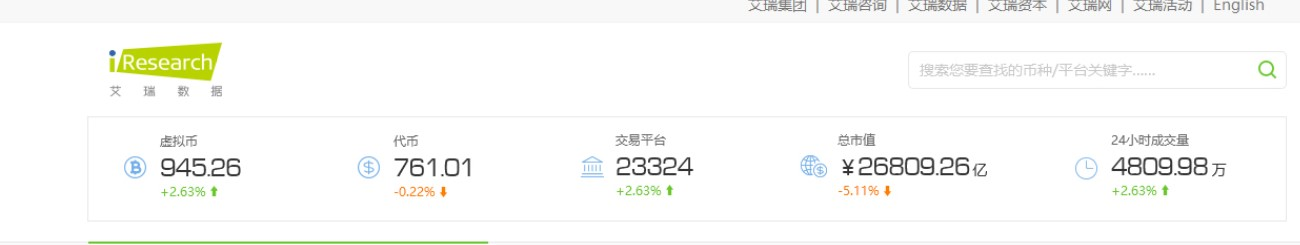 艾瑞集团 | 艾瑞咨询 | 艾瑞数据 | 艾瑞资本 | 艾瑞网 | 艾瑞活动 | English
iResearch
艾瑞数据
搜索您要查找的币种/平台关键字......
虚拟币 代币 交易平台 总市值 24小时成交量
945.26 761.01 23324 ¥26809.26亿 4809.98万
+2.63% -0.22% +2.63% -5.11% +2.63%